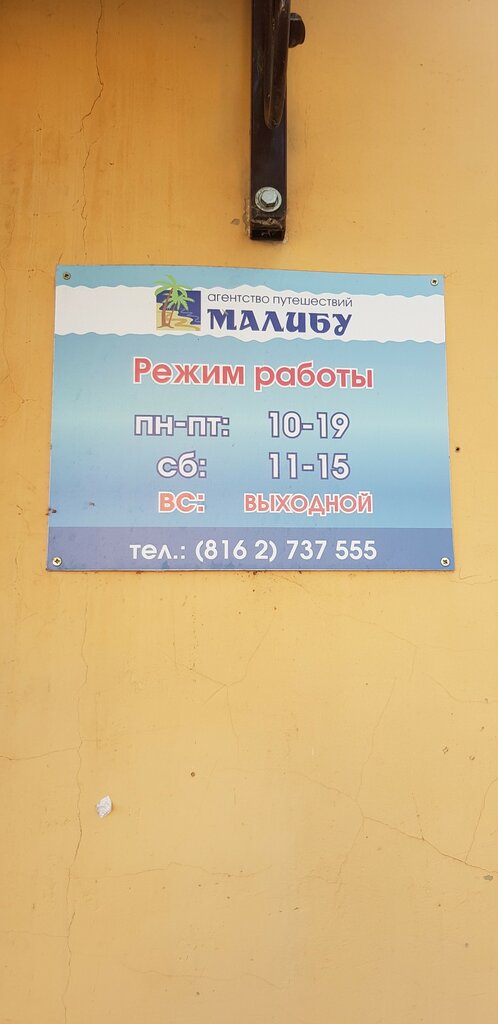 агентство путешествий
МАЛИБУ
Режим работы
пн-пт: 10-19
сб: 11-15
вс: выходной
тел.: (816 2) 737 555